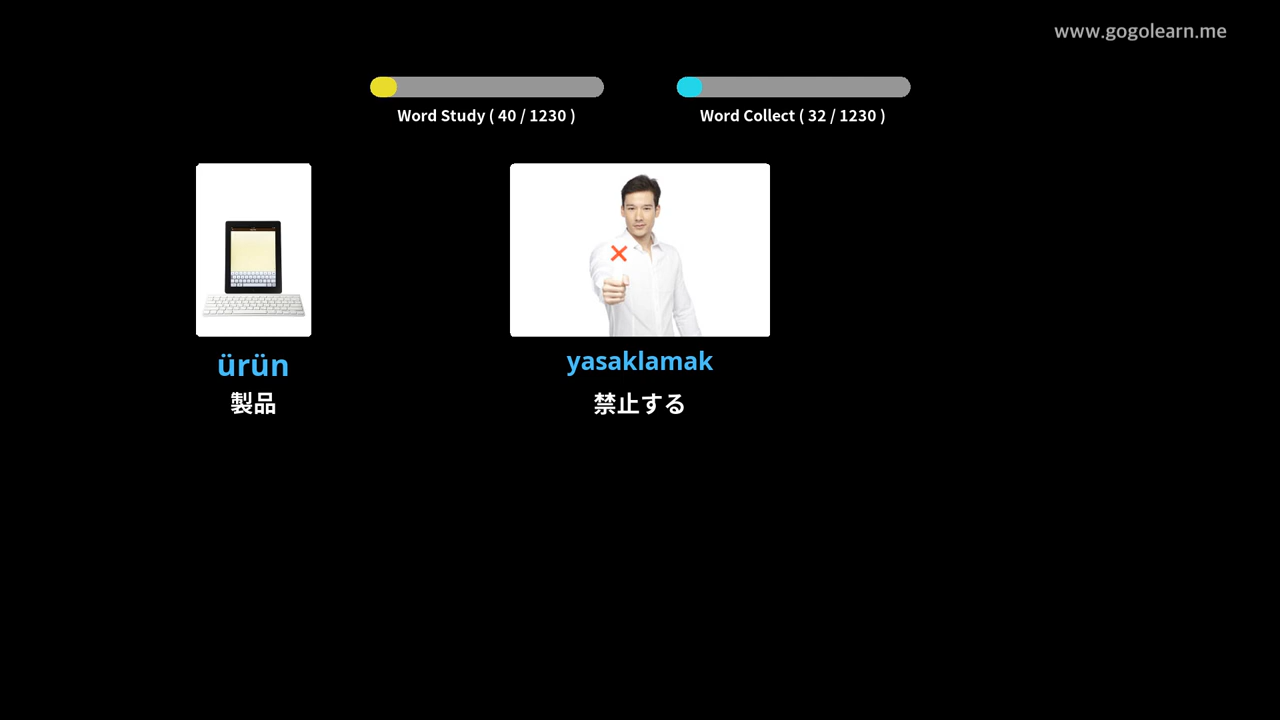 www.gogolearn.me
Word Study ( 40 / 1230 )
Word Collect ( 32 / 1230 )
ürün
製品
yasaklamak
禁止する